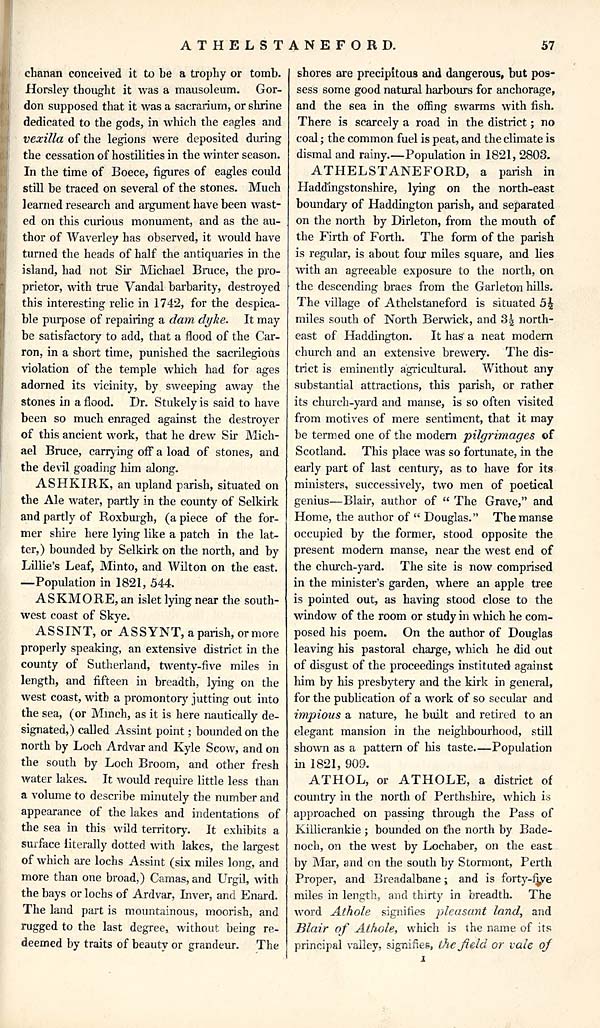 ATHELSTANEFORD. 57
chanan conceived it to be a trophy or tomb.
Horsley thought it was a mausoleum. Gor-
don supposed that it was a sacrarium, or shrine
dedicated to the gods, in which the eagles and
vexilla of the legions were deposited during
the cessation of hostilities in the winter season.
In the time of Boece, figures of eagles could
still be traced on several of the stones. Much
learned research and argument have been wast-
ed on this curious monument, and as the au-
thor of Waverley has observed, it would have
turned the heads of half the antiquaries in the
island, had not Sir Michael Bruce, the pro-
prietor, with true Vandal barbarity, destroyed
this interesting relic in 1742, for the despica-
ble purpose of repairing a dam dyke. It may
be satisfactory to add, that a flood of the Car-
ron, in a short time, punished the sacrilegious
violation of the temple which had for ages
adorned its vicinity, by sweeping away the
stones in a flood. Dr. Stukely is said to have
been so much enraged against the destroyer
of this ancient work, that he drew Sir Mich-
ael Bruce, carrying off a load of stones, and
the devil goading him along.
ASHKIRK, an upland parish, situated on
the Ale water, partly in the county of Selkirk
and partly of Roxburgh, (a piece of the for-
mer shire here lying like a patch in the lat-
ter,) bounded by Selkirk on the north, and by
Lillie's Leaf, Minto, and Wilton on the east.
—Population in 1821, 544.
ASKMORE, an islet lying near the south-
west coast of Skye.
ASSINT, or ASSYNT, a parish, or more
properly speaking, an extensive district in the
county of Sutherland, twenty-five miles in
length, and fifteen in breadth, lying on the
west coast, with a promontory jutting out into
the sea, (or Minch, as it is here nautically de-
signated,) called Assint point; bounded on the
north by Loch Ardvar and Kyle Scow, and on
the south by Loch Broom, and other fresh
water lakes. It would require little less than
a volume to describe minutely the number and
appearance of the lakes and indentations of
the sea in this wild territory. It exhibits a
surface literally dotted with lakes, the largest
of which are lochs Assint (six miles long, and
more than one broad,) Camas, and Urgil, with
the bays or lochs of Ardvar, Inver, and Enard.
The land part is mountainous, moorish, and
rugged to the last degree, without being re-
deemed by traits of beauty or grandeur. The
shores are precipitous and dangerous, but pos-
sess some good natural harbours for anchorage,
and the sea in the offing swarms with fish.
There is scarcely a road in the district; no
coal; the common fuel is peat, and the climate is
dismal and rainy.—Population in 1821, 2803.
ATHELSTANEFORD, a parish in
Haddingstonshire, lying on the north-east
boundary of Haddington parish, and separated
on the north by Dirleton, from the mouth of
the Firth of Forth. The form of the parish
is regular, is about four miles square, and lies
with an agreeable exposure to the north, on
the descending braes from the Garleton hills.
The village of Athelstaneford is situated 5½
miles south of North Berwick, and 3½ north-
east of Haddington. It has a neat modern
church and an extensive brewery. The dis-
trict is eminently agricultural. Without any
substantial attractions, this parish, or rather
its church-yard and manse, is so often visited
from motives of mere sentiment, that it may
be termed one of the modern pilgrimages of
Scotland. This place was so fortunate, in the
early part of last century, as to have for its
ministers, successively, two men of poetical
genius—Blair, author of "The Grave," and
Home, the author of "Douglas." The manse
occupied by the former, stood opposite the
present modern manse, near the west end of
the church-yard. The site is now comprised
in the minister's garden, where an apple tree
is pointed out, as having stood close to the
window of the room or study in which he com-
posed his poem. On the author of Douglas
leaving his pastoral charge, which he did out
of disgust of the proceedings instituted against
him by his presbytery and the kirk in general,
for the publication of a work of so secular and
impious a nature, he built and retired to an
elegant mansion in the neighbourhood, still
shown as a pattern of his taste.—Population
in 1821, 909.
ATHOL, or ATHOLE, a district of
country in the north of Perthshire, which is
approached on passing through the Pass of
Killicrankie; bounded on the north by Bade-
noch, on the west by Lochaber, on the east
by Mar, and on the south by Stormont, Perth
Proper, and Breadalbane; and is forty-five
miles in length, and thirty in breadth. The
word Athole signifies pleasant land, and
Blair of Athole, which is the name of its
principal valley, signifies, the field or vale of
I